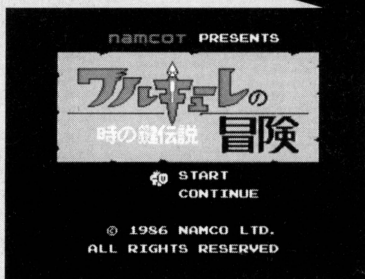 namcoT PRESENTS
ワルキューレの
時の鍵伝説 冒険
START
CONTINUE
© 1986 NAMCO LTD.
ALL RIGHTS RESERVED